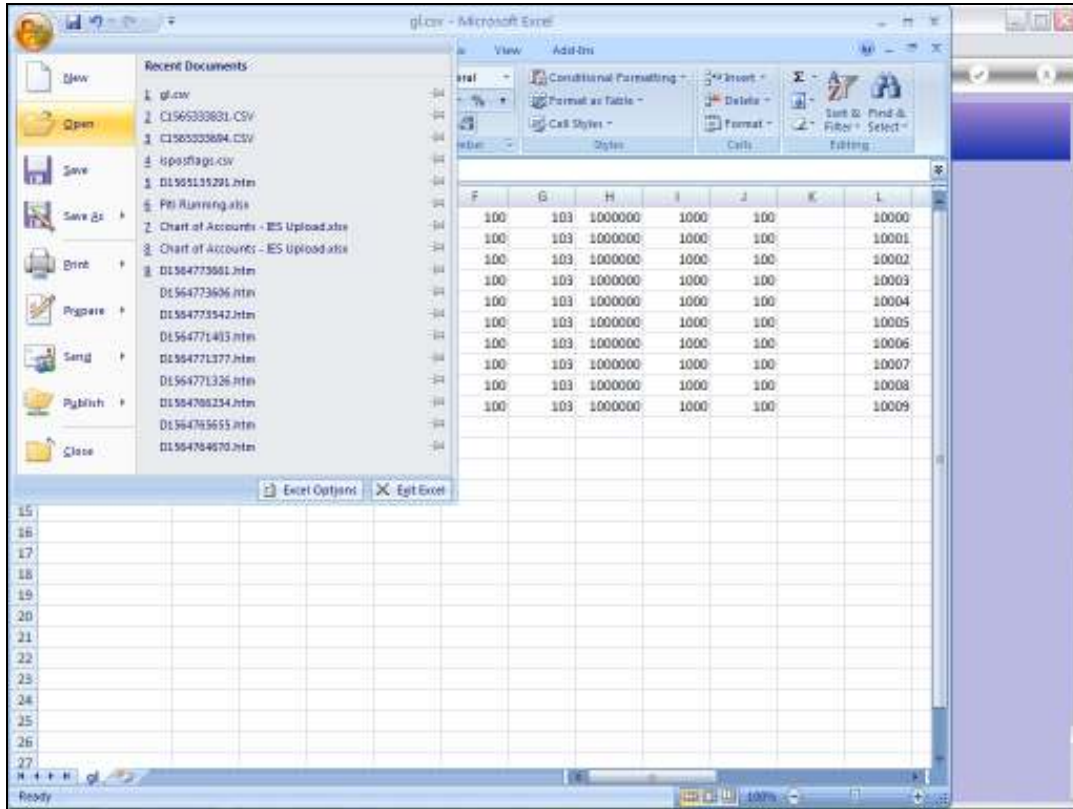 gl.csv - Microsoft Excel
View Add-Ins
New
Open
Save
Save As
Print
Prepare
Send
Publish
Close
Recent Documents
1 gl.csv
2 C1565333831.CSV
3 C1565333694.CSV
4 isposflags.csv
5 D1565135291.htm
6 Piti Running.xlsx
7 Chart of Accounts - IES Upload.xlsx
8 Chart of Accounts - IES Upload.xlsx
9 D1564773661.htm
D1564773606.htm
D1564773542.htm
D1564771403.htm
D1564771377.htm
D1564771326.htm
D1564766234.htm
D1564765655.htm
D1564764670.htm
Excel Options Exit Excel
Conditional Formatting
Format as Table
Cell Styles
Styles
Insert
Delete
Format
Cells
Σ
Sort & Filter
Find & Select
Editing
F G H I J K L
100 103 1000000 1000 100 10000
100 103 1000000 1000 100 10001
100 103 1000000 1000 100 10002
100 103 1000000 1000 100 10003
100 103 1000000 1000 100 10004
100 103 1000000 1000 100 10005
100 103 1000000 1000 100 10006
100 103 1000000 1000 100 10007
100 103 1000000 1000 100 10008
100 103 1000000 1000 100 10009
15
16
17
18
19
20
21
22
23
24
25
26
27
gl
Ready
100%